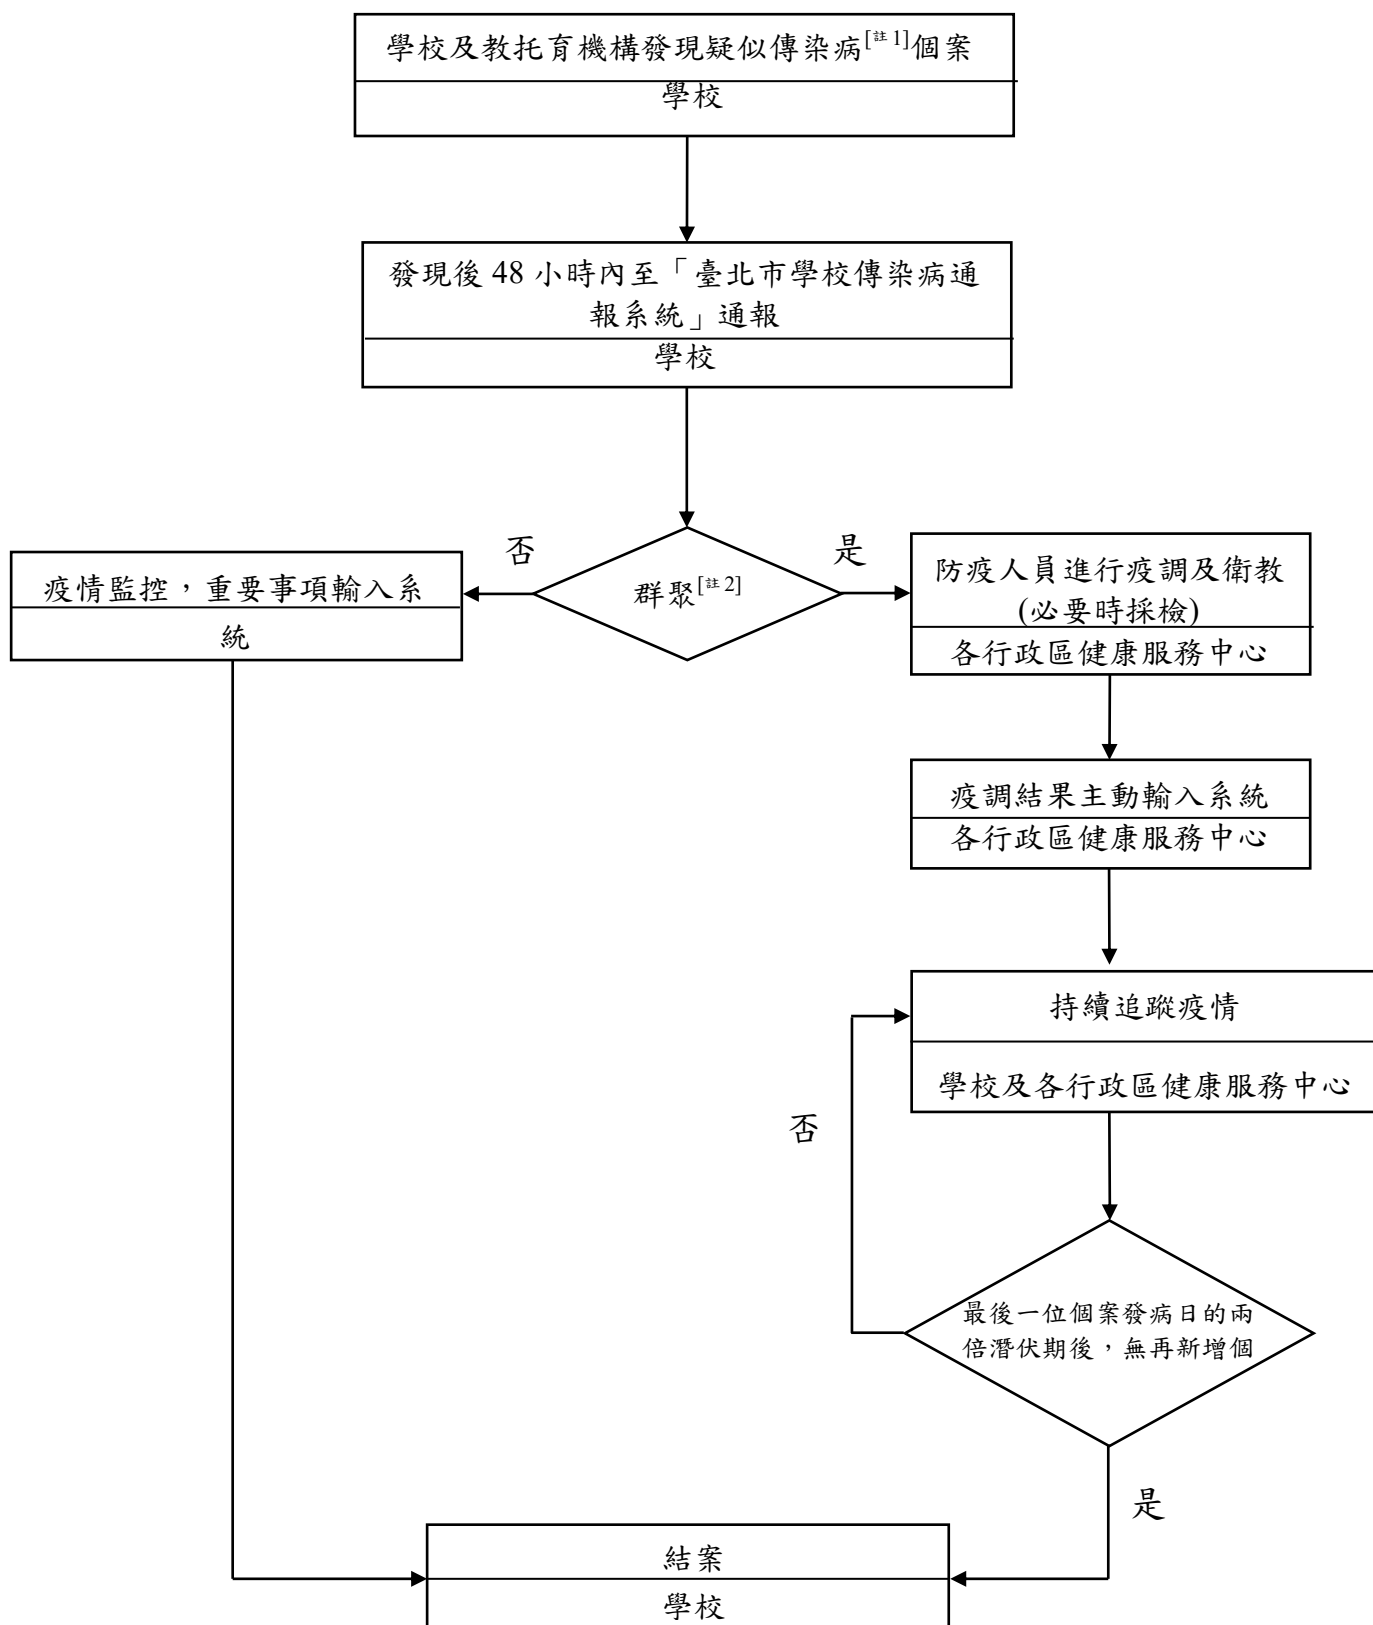 學校及教托育機構發現疑似傳染病[註1]個案
學校
發現後 48 小時內至「臺北市學校傳染病通
報系統」通報
學校
否
是
群聚[註2]
疫情監控，重要事項輸入系
統
防疫人員進行疫調及衛教
(必要時採檢)
各行政區健康服務中心
疫調結果主動輸入系統
各行政區健康服務中心
持續追蹤疫情
學校及各行政區健康服務中心
否
最後一位個案發病日的兩
倍潛伏期後，無再新增個
是
結案
學校